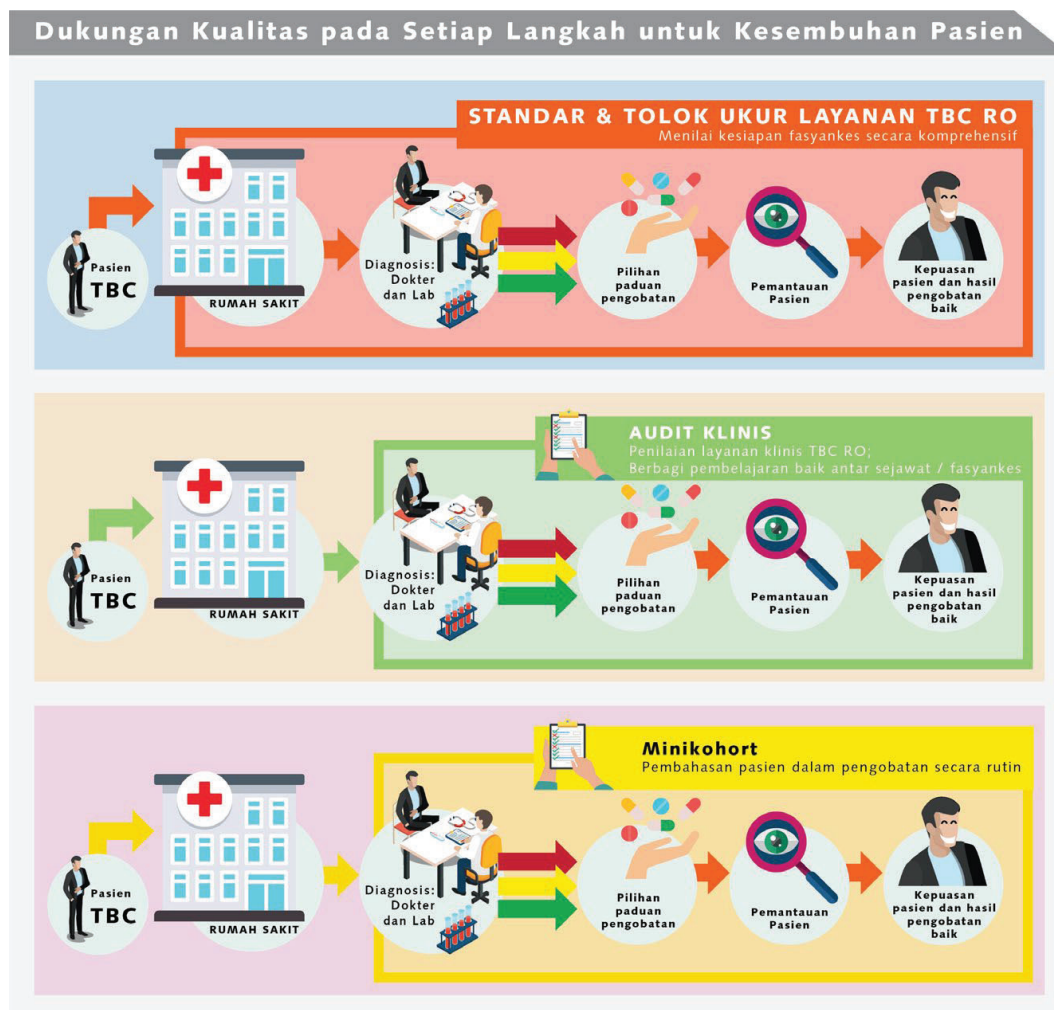 Dukungan Kualitas pada Setiap Langkah untuk Kesembuhan Pasien
STANDAR & TOLOK UKUR LAYANAN TBC RO
Menilai kesiapan fasyankes secara komprehensif
Pasien
TBC
RUMAH SAKIT
Diagnosis:
Dokter
dan Lab
Pilihan
paduan
pengobatan
Pemantauan
Pasien
Kepuasan
pasien dan hasil
pengobatan
baik
AUDIT KLINIS
Penilaian layanan klinis TBC RO;
Berbagi pembelajaran baik antar sejawat / fasyankes
Pasien
TBC
RUMAH SAKIT
Diagnosis:
Dokter
dan Lab
Pilihan
paduan
pengobatan
Pemantauan
Pasien
Kepuasan
pasien dan hasil
pengobatan
baik
Minikohort
Pembahasan pasien dalam pengobatan secara rutin
Pasien
TBC
RUMAH SAKIT
Diagnosis:
Dokter
dan Lab
Pilihan
paduan
pengobatan
Pemantauan
Pasien
Kepuasan
pasien dan hasil
pengobatan
baik